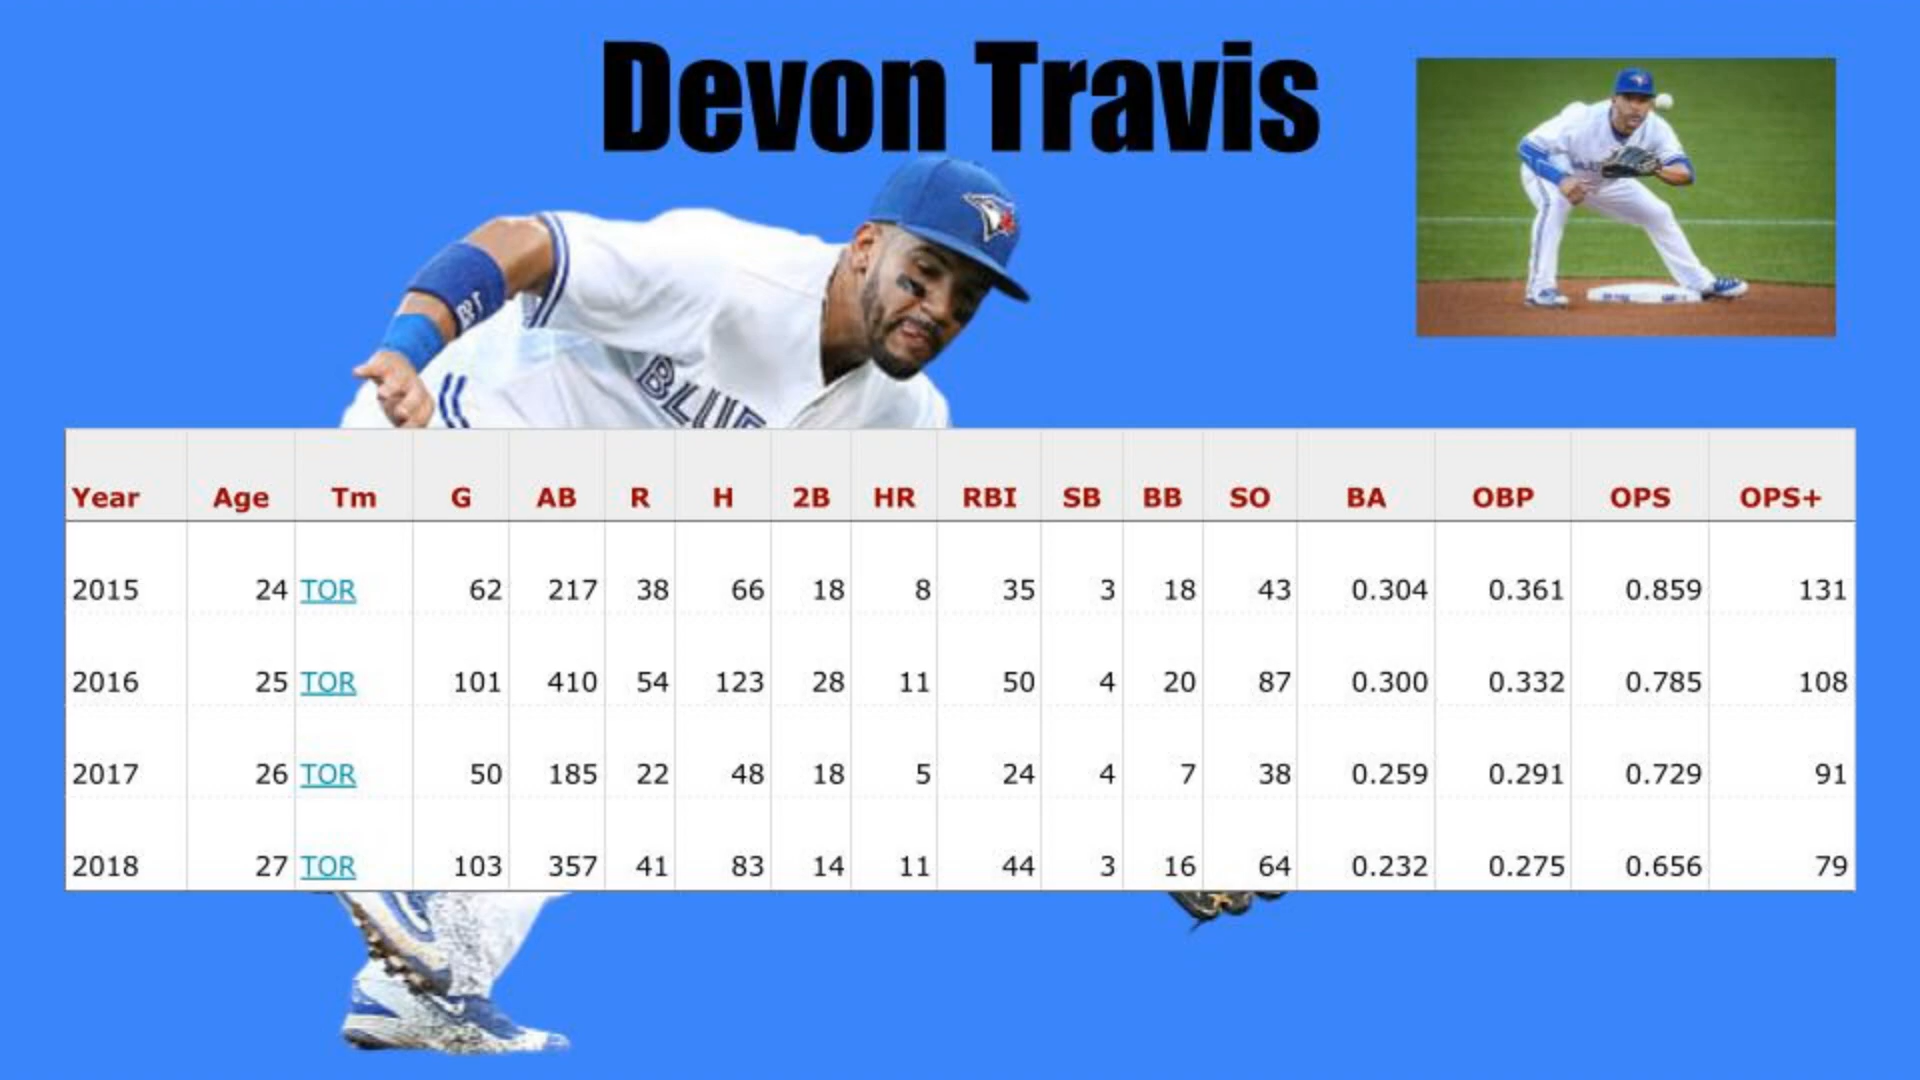 Devon Travis
BLUE
Year Age Tm G AB R H 2B HR RBI SB BB SO BA OBP OPS OPS+
2015 24 TOR 62 217 38 66 18 8 35 3 18 43 0.304 0.361 0.859 131
2016 25 TOR 101 410 54 123 28 11 50 4 20 87 0.300 0.332 0.785 108
2017 26 TOR 50 185 22 48 18 5 24 4 7 38 0.259 0.291 0.729 91
2018 27 TOR 103 357 41 83 14 11 44 3 16 64 0.232 0.275 0.656 79